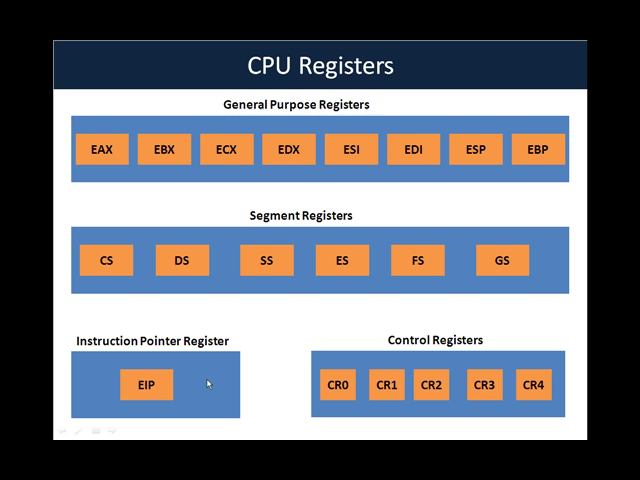 CPU Registers
General Purpose Registers
EAX EBX ECX EDX ESI EDI ESP EBP
Segment Registers
CS DS SS ES FS GS
Instruction Pointer Register
EIP
Control Registers
CR0 CR1 CR2 CR3 CR4